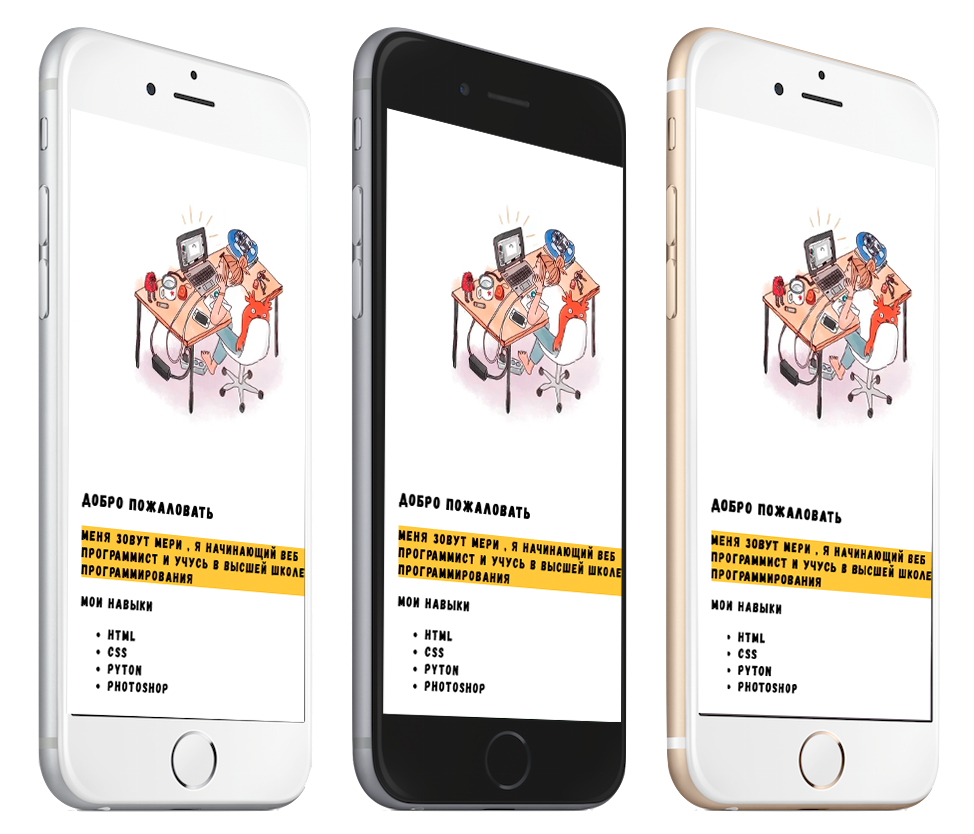 ДОБРО ПОЖАЛОВАТЬ
МЕНЯ ЗОВУТ МЕРИ , Я НАЧИНАЮЩИЙ ВЕБ
ПРОГРАММИСТ И УЧУСЬ В ВЫСШЕЙ ШКОЛЕ
ПРОГРАММИРОВАНИЯ
МОИ НАВЫКИ
• HTML
• CSS
• PYTON
• PHOTOSHOP
ДОБРО ПОЖАЛОВАТЬ
МЕНЯ ЗОВУТ МЕРИ , Я НАЧИНАЮЩИЙ ВЕБ
ПРОГРАММИСТ И УЧУСЬ В ВЫСШЕЙ ШКОЛЕ
ПРОГРАММИРОВАНИЯ
МОИ НАВЫКИ
• HTML
• CSS
• PYTON
• PHOTOSHOP
ДОБРО ПОЖАЛОВАТЬ
МЕНЯ ЗОВУТ МЕРИ , Я НАЧИНАЮЩИЙ ВЕБ
ПРОГРАММИСТ И УЧУСЬ В ВЫСШЕЙ ШКОЛЕ
ПРОГРАММИРОВАНИЯ
МОИ НАВЫКИ
• HTML
• CSS
• PYTON
• PHOTOSHOP